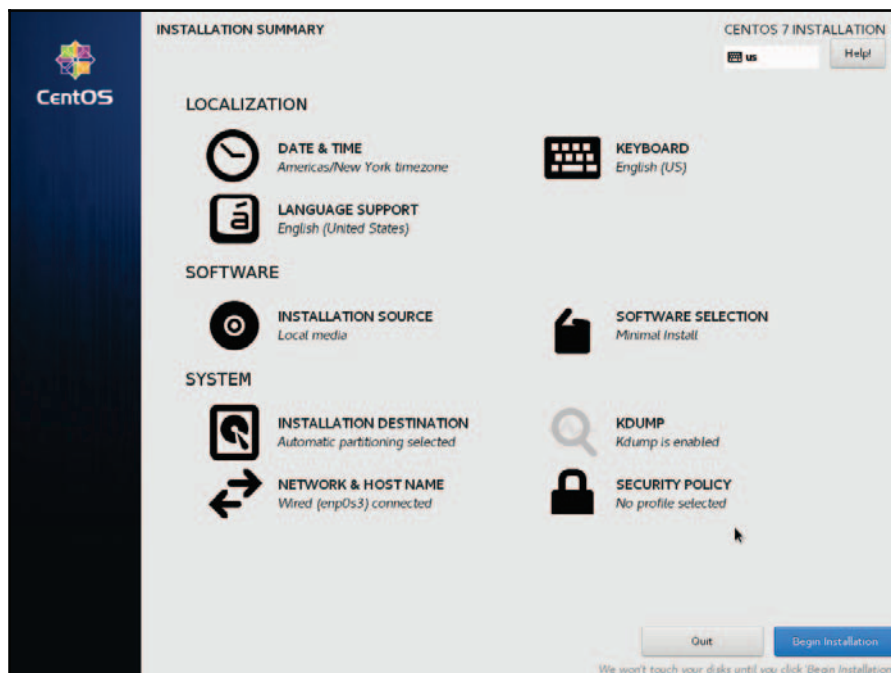 INSTALLATION SUMMARY
CENTOS 7 INSTALLATION
us
Help!
CentOS
LOCALIZATION
DATE & TIME
Americas/New York timezone
KEYBOARD
English (US)
á
LANGUAGE SUPPORT
English (United States)
SOFTWARE
INSTALLATION SOURCE
Local media
SOFTWARE SELECTION
Minimal Install
SYSTEM
INSTALLATION DESTINATION
Automatic partitioning selected
KDUMP
Kdump is enabled
NETWORK & HOST NAME
Wired (enp0s3) connected
SECURITY POLICY
No profile selected
Quit
Begin Installation
We won't touch your disks until you click 'Begin Installation